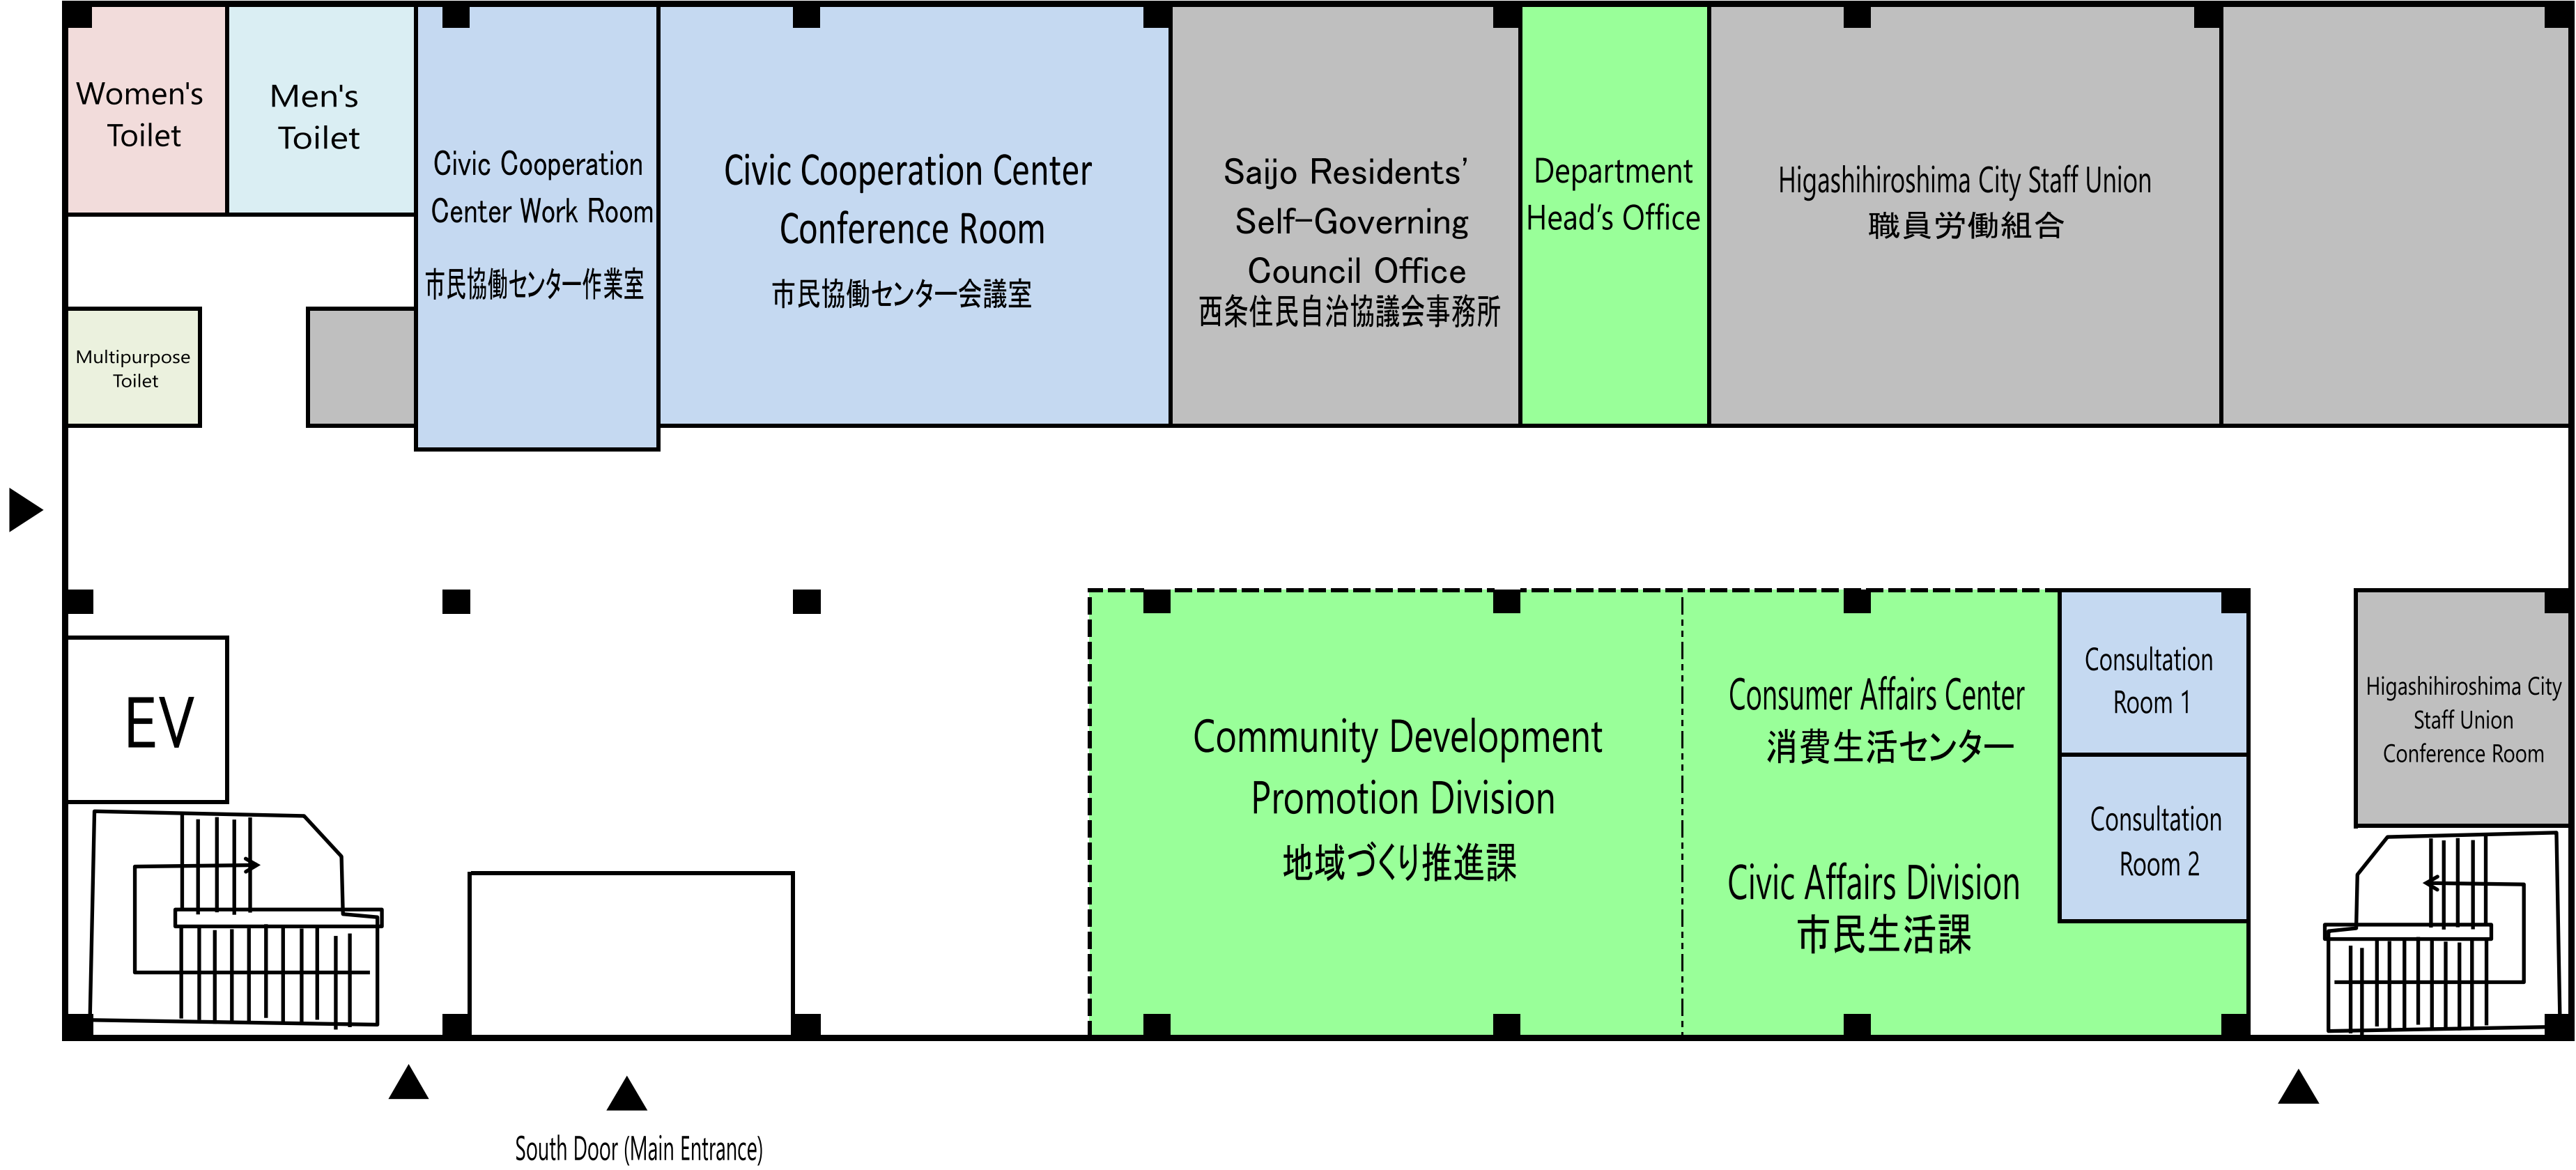 Women's
Toilet
Men's
Toilet
Civic Cooperation
Center Work Room
市民協働センター作業室
Civic Cooperation Center
Conference Room
市民協働センター会議室
Saijo Residents’
Self-Governing
Council Office
西条住民自治協議会事務所
Department
Head’s Office
Higashihiroshima City Staff Union
職員労働組合
Multipurpose
Toilet
EV
Community Development
Promotion Division
地域づくり推進課
Consumer Affairs Center
消費生活センター
Civic Affairs Division
市民生活課
Consultation
Room 1
Consultation
Room 2
Higashihiroshima City
Staff Union
Conference Room
South Door (Main Entrance)